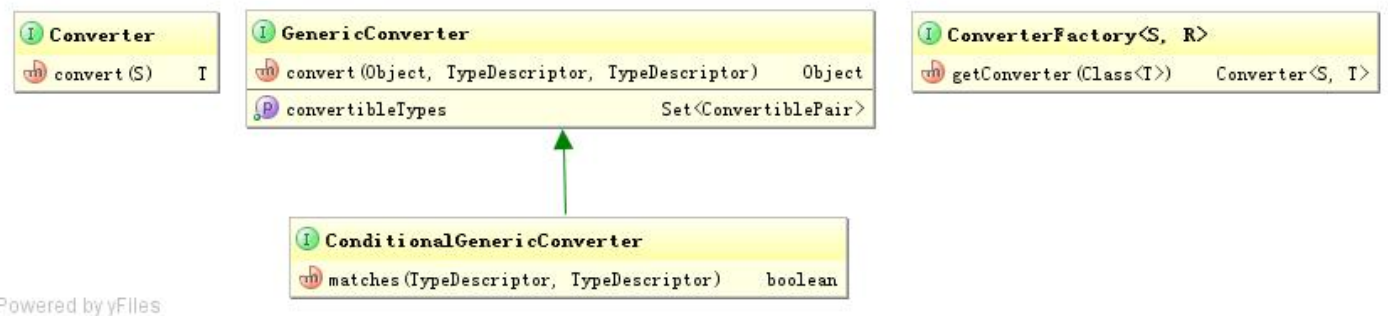 Converter
convert(S) T
GenericConverter
convert(Object, TypeDescriptor, TypeDescriptor) Object
convertibleTypes Set<ConvertiblePair>
ConverterFactory<S, R>
getConverter(Class<T>) Converter<S, T>
ConditionalGenericConverter
matches(TypeDescriptor, TypeDescriptor) boolean
Powered by yFiles